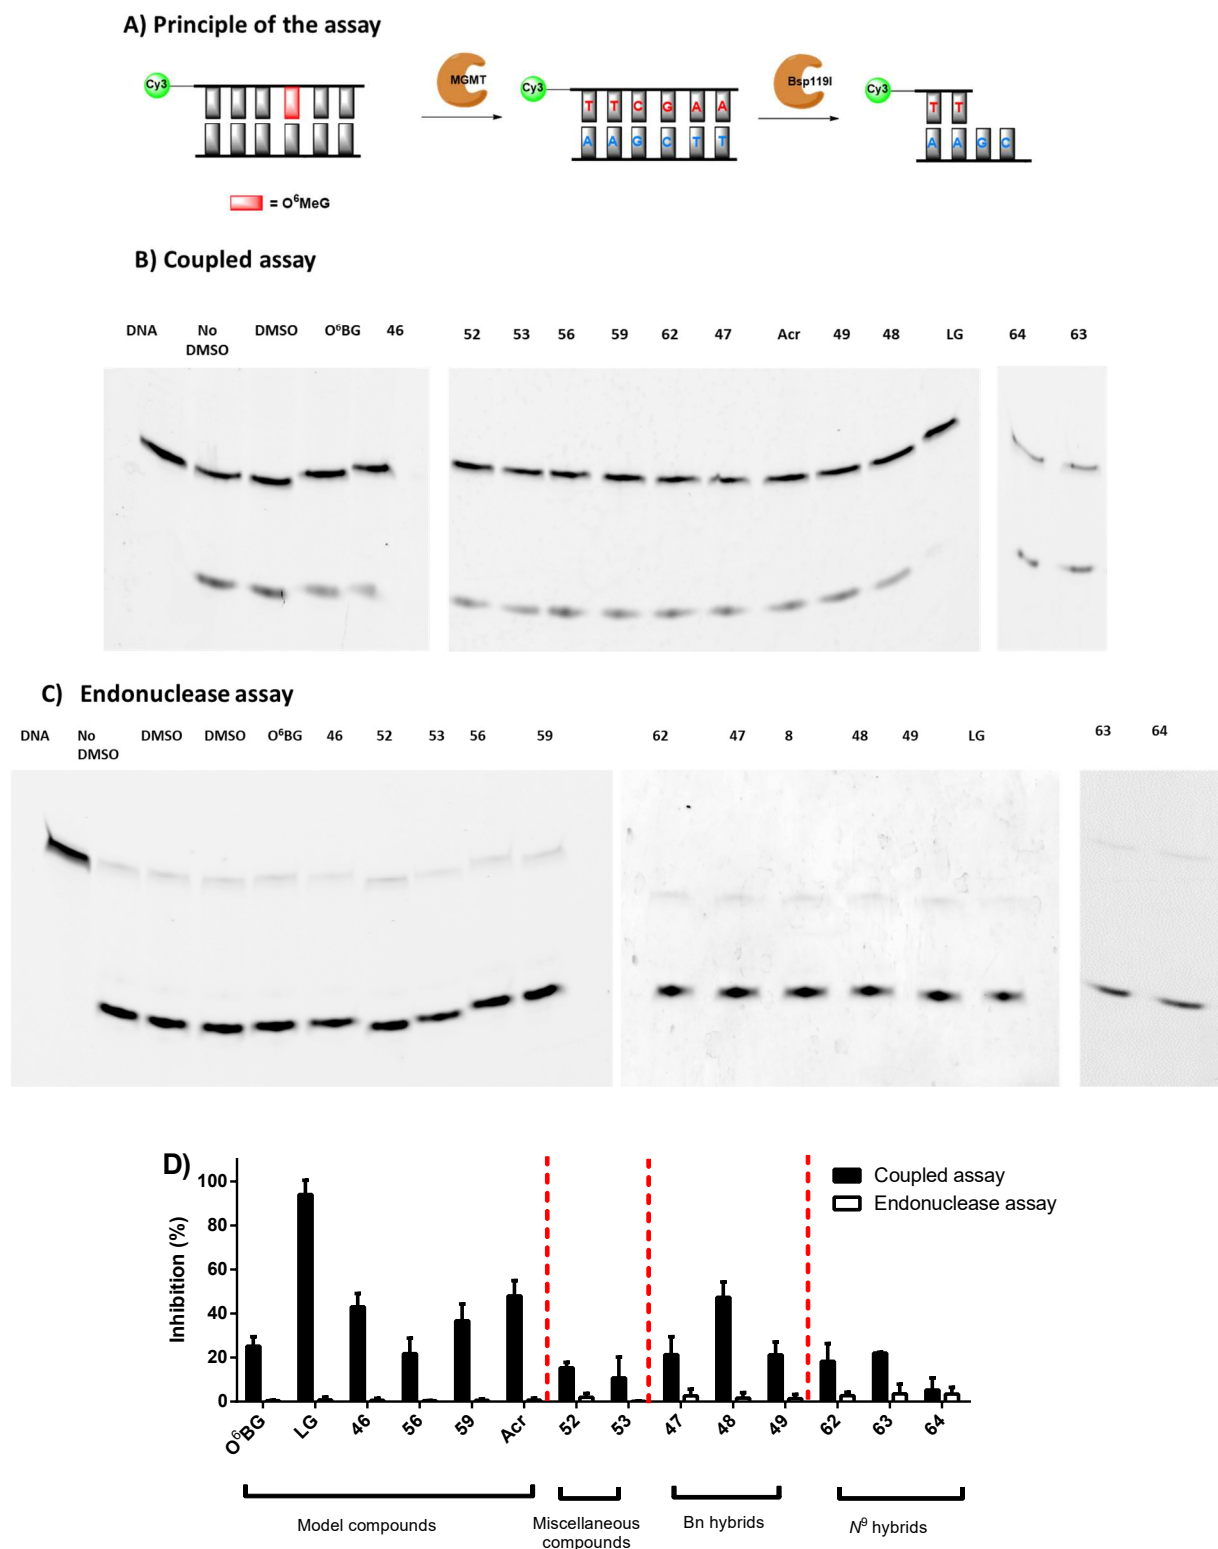 A) Principle of the assay
Cy3 MGMT Cy3 T T C G A A Bsp119I Cy3 T T
A A G C T T A A G C
= O⁶MeG
B) Coupled assay
DNA No DMSO O⁶BG 46 52 53 56 59 62 47 Acr 49 48 LG 64 63
DMSO
C) Endonuclease assay
DNA No DMSO DMSO O⁶BG 46 52 53 56 59 62 47 8 48 49 LG 63 64
DMSO
D)
Coupled assay
Endonuclease assay
Inhibition (%)
100
80
60
40
20
0
O⁶BG LG 46 56 59 Acr 52 53 47 48 49 62 63 64
Model compounds Miscellaneous Bn hybrids N⁹ hybrids
compounds